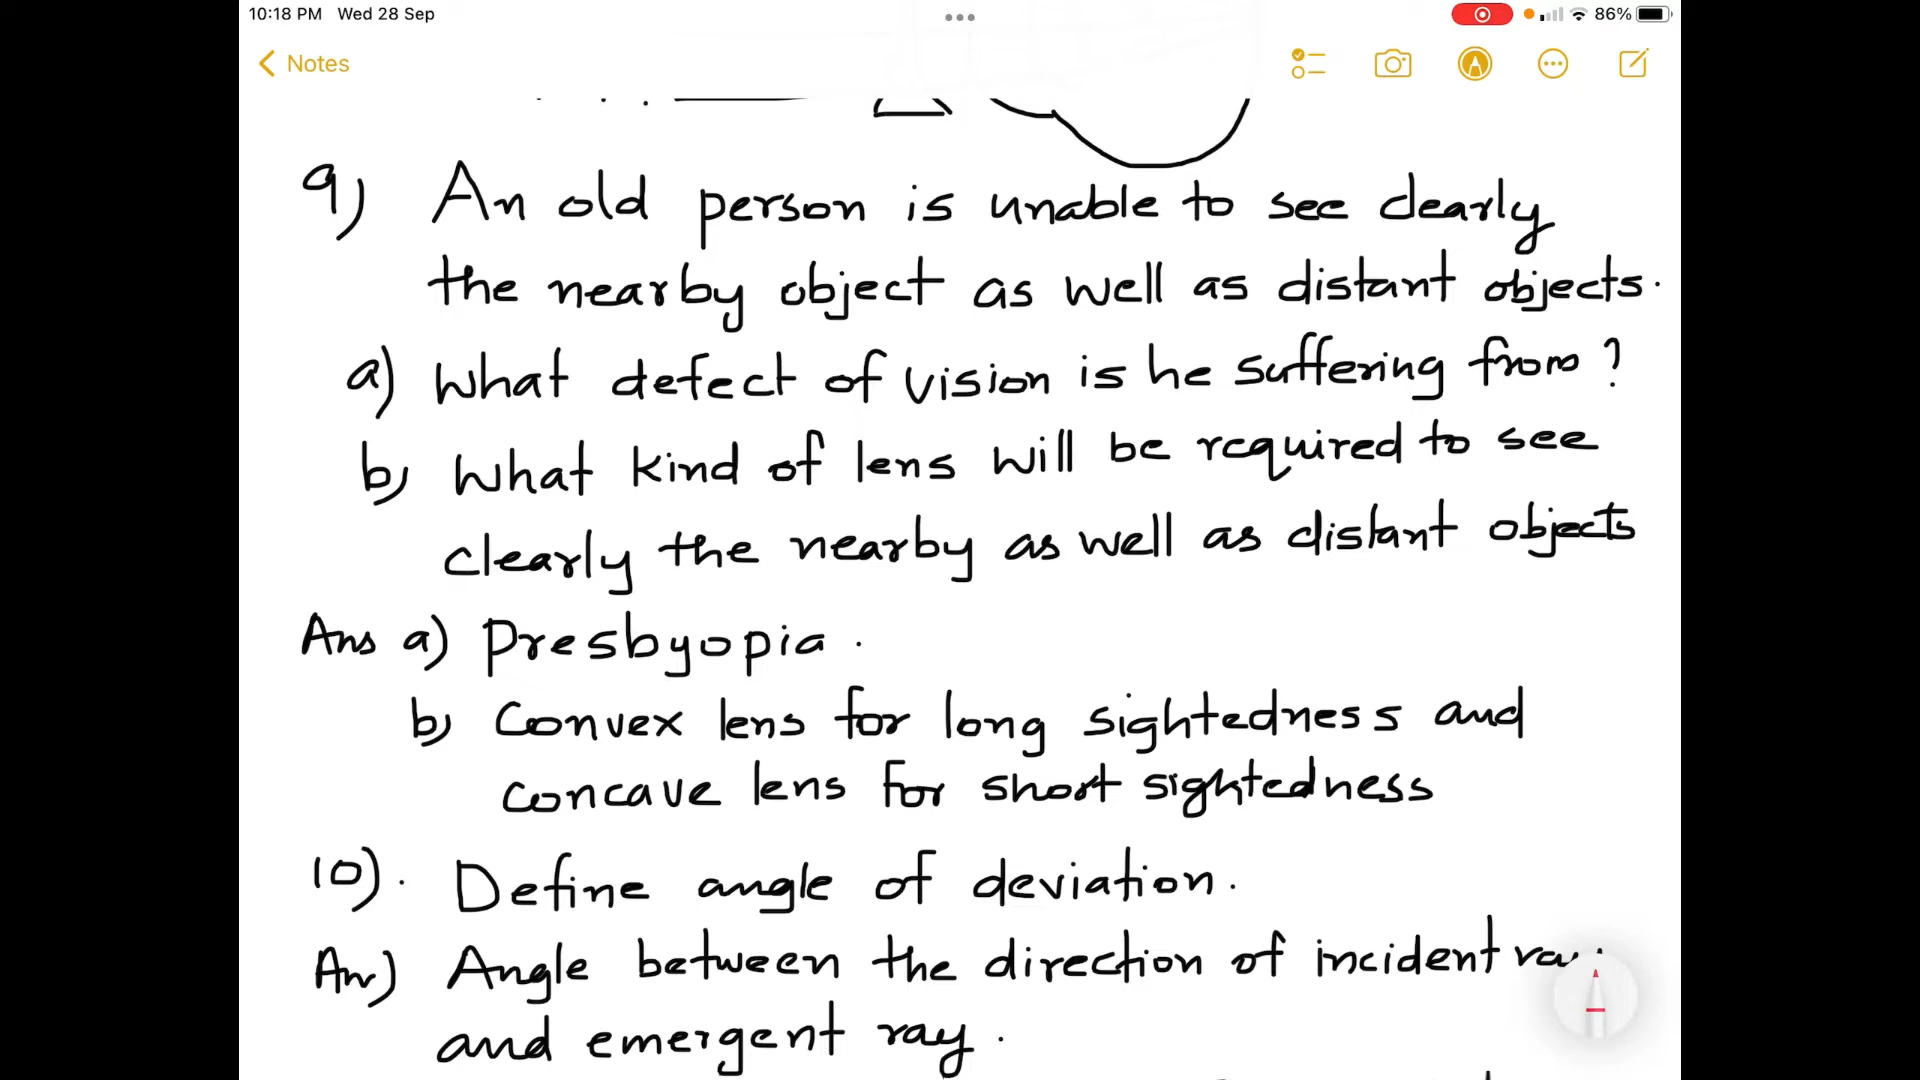 10:18 PM Wed 28 Sep
86%
Notes
9) An old person is unable to see clearly
the nearby object as well as distant objects.
a) What defect of vision is he suffering from?
b) What kind of lens will be required to see
clearly the nearby as well as distant objects
Ans a) Presbyopia.
b) Convex lens for long sightedness and
concave lens for short sightedness
10). Define angle of deviation.
An) Angle between the direction of incident ray
and emergent ray.